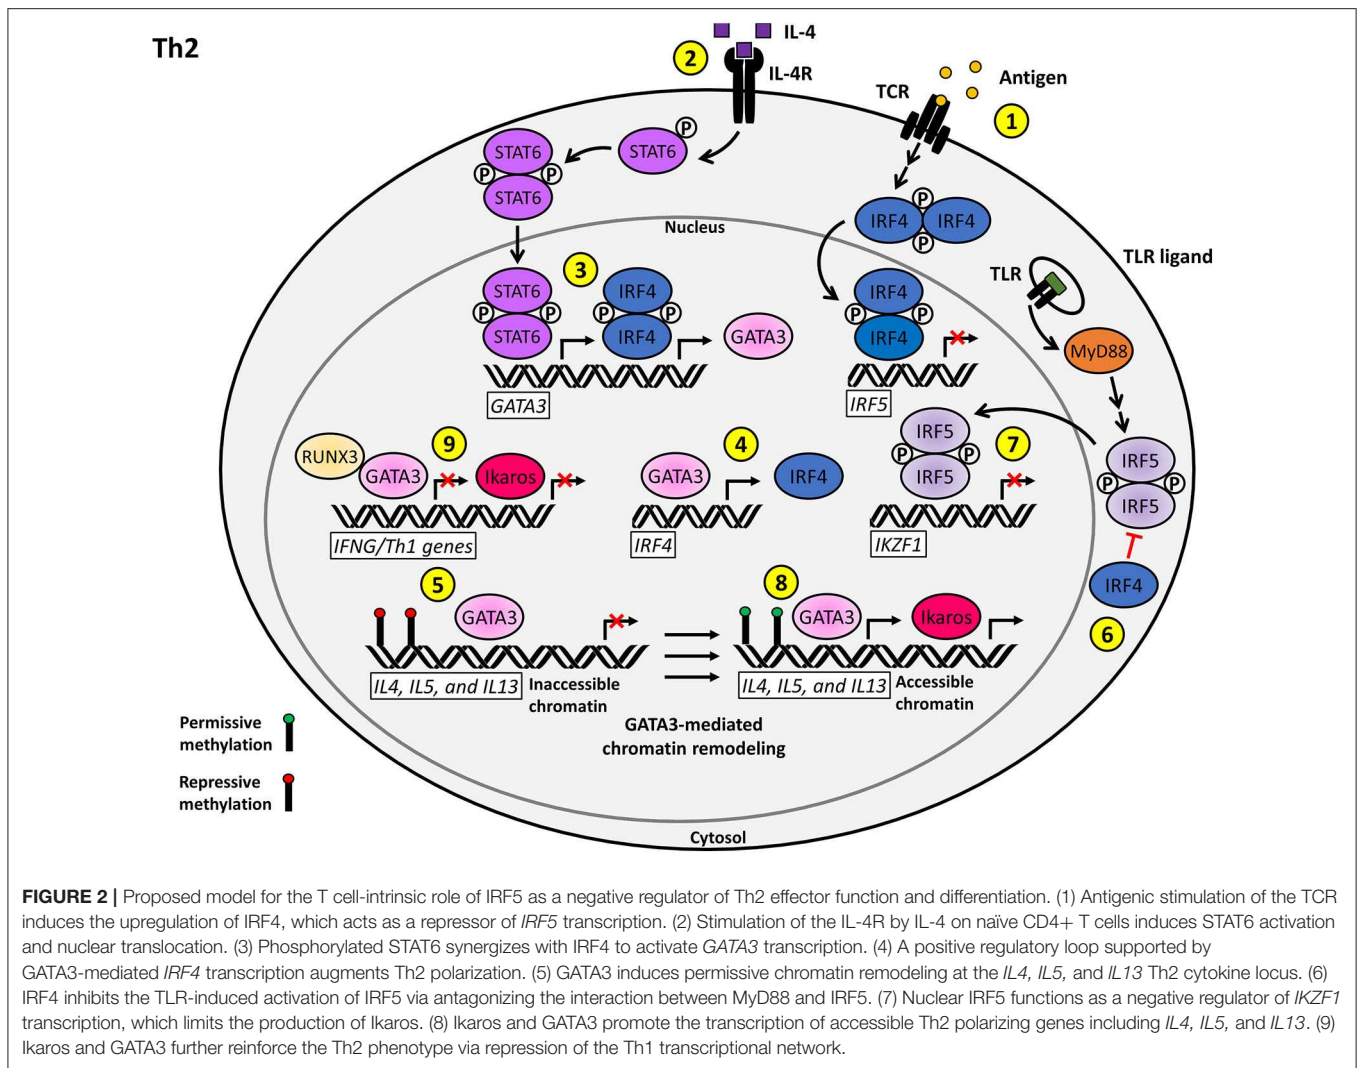 Th2
2
IL-4
IL-4R
TCR
Antigen
1
P
STAT6
STAT6
P
P
STAT6
P
IRF4
IRF4
P
Nucleus
TLR ligand
TLR
3
STAT6
P
P
STAT6
IRF4
P
P
IRF4
GATA3
GATA3
IRF4
P
P
IRF4
IRF5
MyD88
9
RUNX3
GATA3
Ikaros
IFNG/Th1 genes
4
GATA3
IRF4
IRF4
7
IRF5
P
P
IRF5
IKZF1
IRF5
P
P
IRF5
IRF4
6
5
GATA3
IL4, IL5, and IL13
Inaccessible
chromatin
8
GATA3
Ikaros
IL4, IL5, and IL13
Accessible
chromatin
GATA3-mediated
chromatin remodeling
Permissive
methylation
Repressive
methylation
Cytosol
FIGURE 2 | Proposed model for the T cell-intrinsic role of IRF5 as a negative regulator of Th2 effector function and differentiation. (1) Antigenic stimulation of the TCR
induces the upregulation of IRF4, which acts as a repressor of IRF5 transcription. (2) Stimulation of the IL-4R by IL-4 on naïve CD4+ T cells induces STAT6 activation
and nuclear translocation. (3) Phosphorylated STAT6 synergizes with IRF4 to activate GATA3 transcription. (4) A positive regulatory loop supported by
GATA3-mediated IRF4 transcription augments Th2 polarization. (5) GATA3 induces permissive chromatin remodeling at the IL4, IL5, and IL13 Th2 cytokine locus. (6)
IRF4 inhibits the TLR-induced activation of IRF5 via antagonizing the interaction between MyD88 and IRF5. (7) Nuclear IRF5 functions as a negative regulator of IKZF1
transcription, which limits the production of Ikaros. (8) Ikaros and GATA3 promote the transcription of accessible Th2 polarizing genes including IL4, IL5, and IL13. (9)
Ikaros and GATA3 further reinforce the Th2 phenotype via repression of the Th1 transcriptional network.